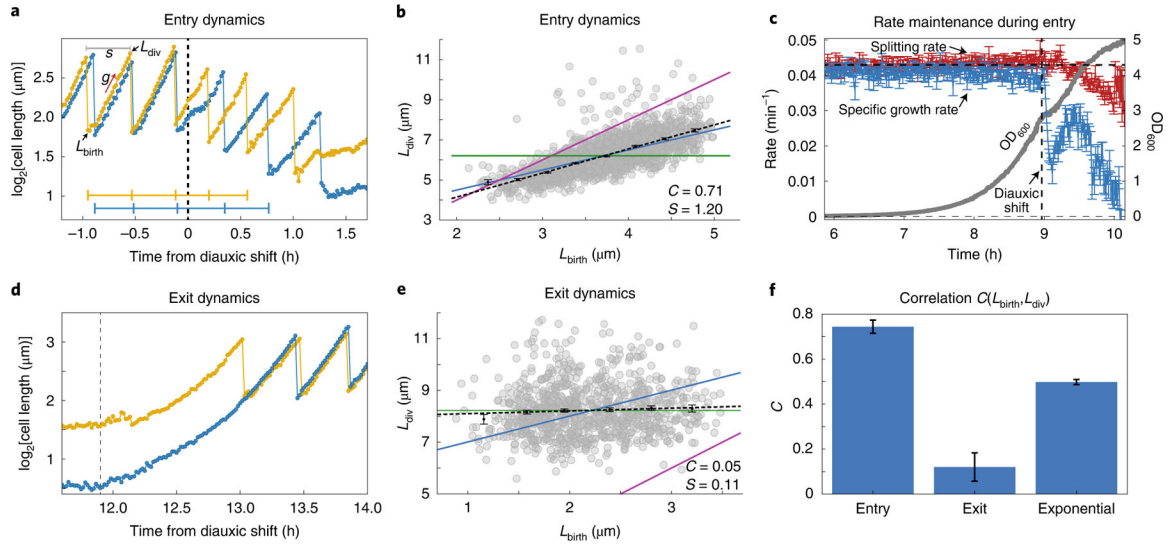 a
Entry dynamics
log2[cell length (μm)]
2.5
2.0
1.5
1
s
L_div
g
L_birth
–1.0
–0.5
0
0.5
1.0
1.5
Time from diauxic shift (h)
b
Entry dynamics
L_div (μm)
11
9
7
5
3
C = 0.71
S = 1.20
2
3
4
5
L_birth (μm)
c
Rate maintenance during entry
Rate (min⁻¹)
0.05
0.04
0.03
0.02
0.01
0
Splitting rate
Specific growth rate
OD600
Diauxic
shift
5
4
3
2
1
0
OD600
6
7
8
9
10
Time (h)
d
Exit dynamics
log2[cell length (μm)]
3
2
1
12.0
12.5
13.0
13.5
14.0
Time from diauxic shift (h)
e
Exit dynamics
L_div (μm)
11
9
7
5
C = 0.05
S = 0.11
1
2
3
L_birth (μm)
f
Correlation C(L_birth,L_div)
C
0.8
0.6
0.4
0.2
0
Entry
Exit
Exponential